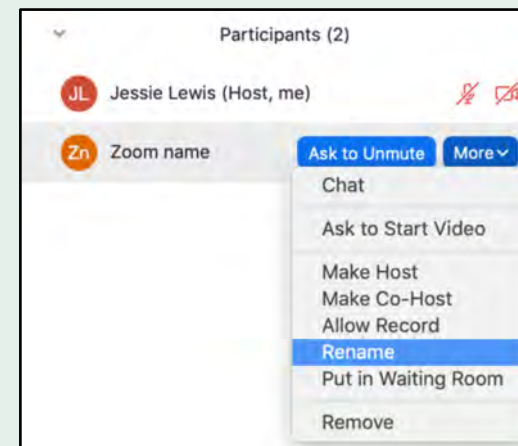 Participants (2)
JL Jessie Lewis (Host, me)
Zn Zoom name Ask to Unmute More
Chat
Ask to Start Video
Make Host
Make Co-Host
Allow Record
Rename
Put in Waiting Room
Remove